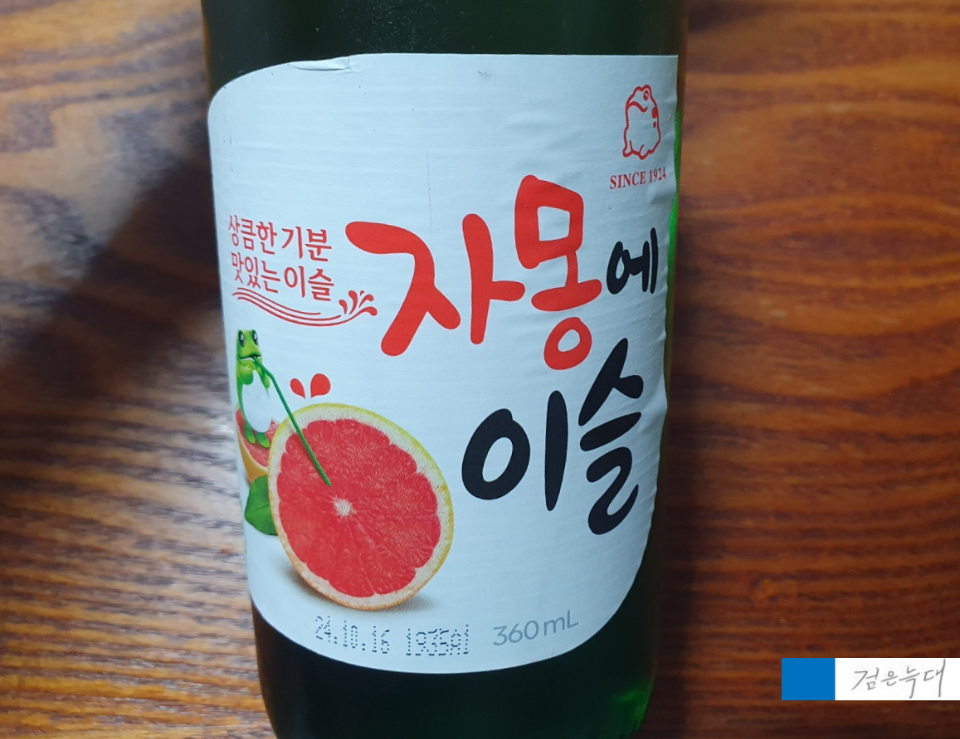 SINCE 1924
상큼한 기분
맛있는 이슬
자몽에
이슬
24.10.16 1935A1
360mL
검은늑대